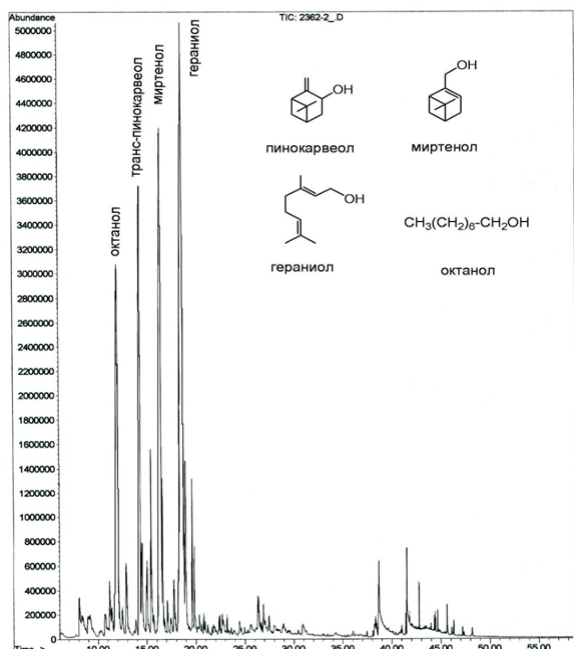 Abundance
TIC: 2362-2_.D
5000000
4800000
4600000
4400000
4200000
4000000
3800000
3600000
3400000
3200000
3000000
2800000
2600000
2400000
2200000
2000000
1800000
1600000
1400000
1200000
1000000
800000
600000
400000
200000
0
Time-->
10.00 15.00 20.00 25.00 30.00 35.00 40.00 45.00 50.00 55.00
октанол
транс-пинокарвеол
миртенол
гераниол
OH
OH
пинокарвеол
миртенол
OH
CH3(CH2)6-CH2OH
гераниол
октанол